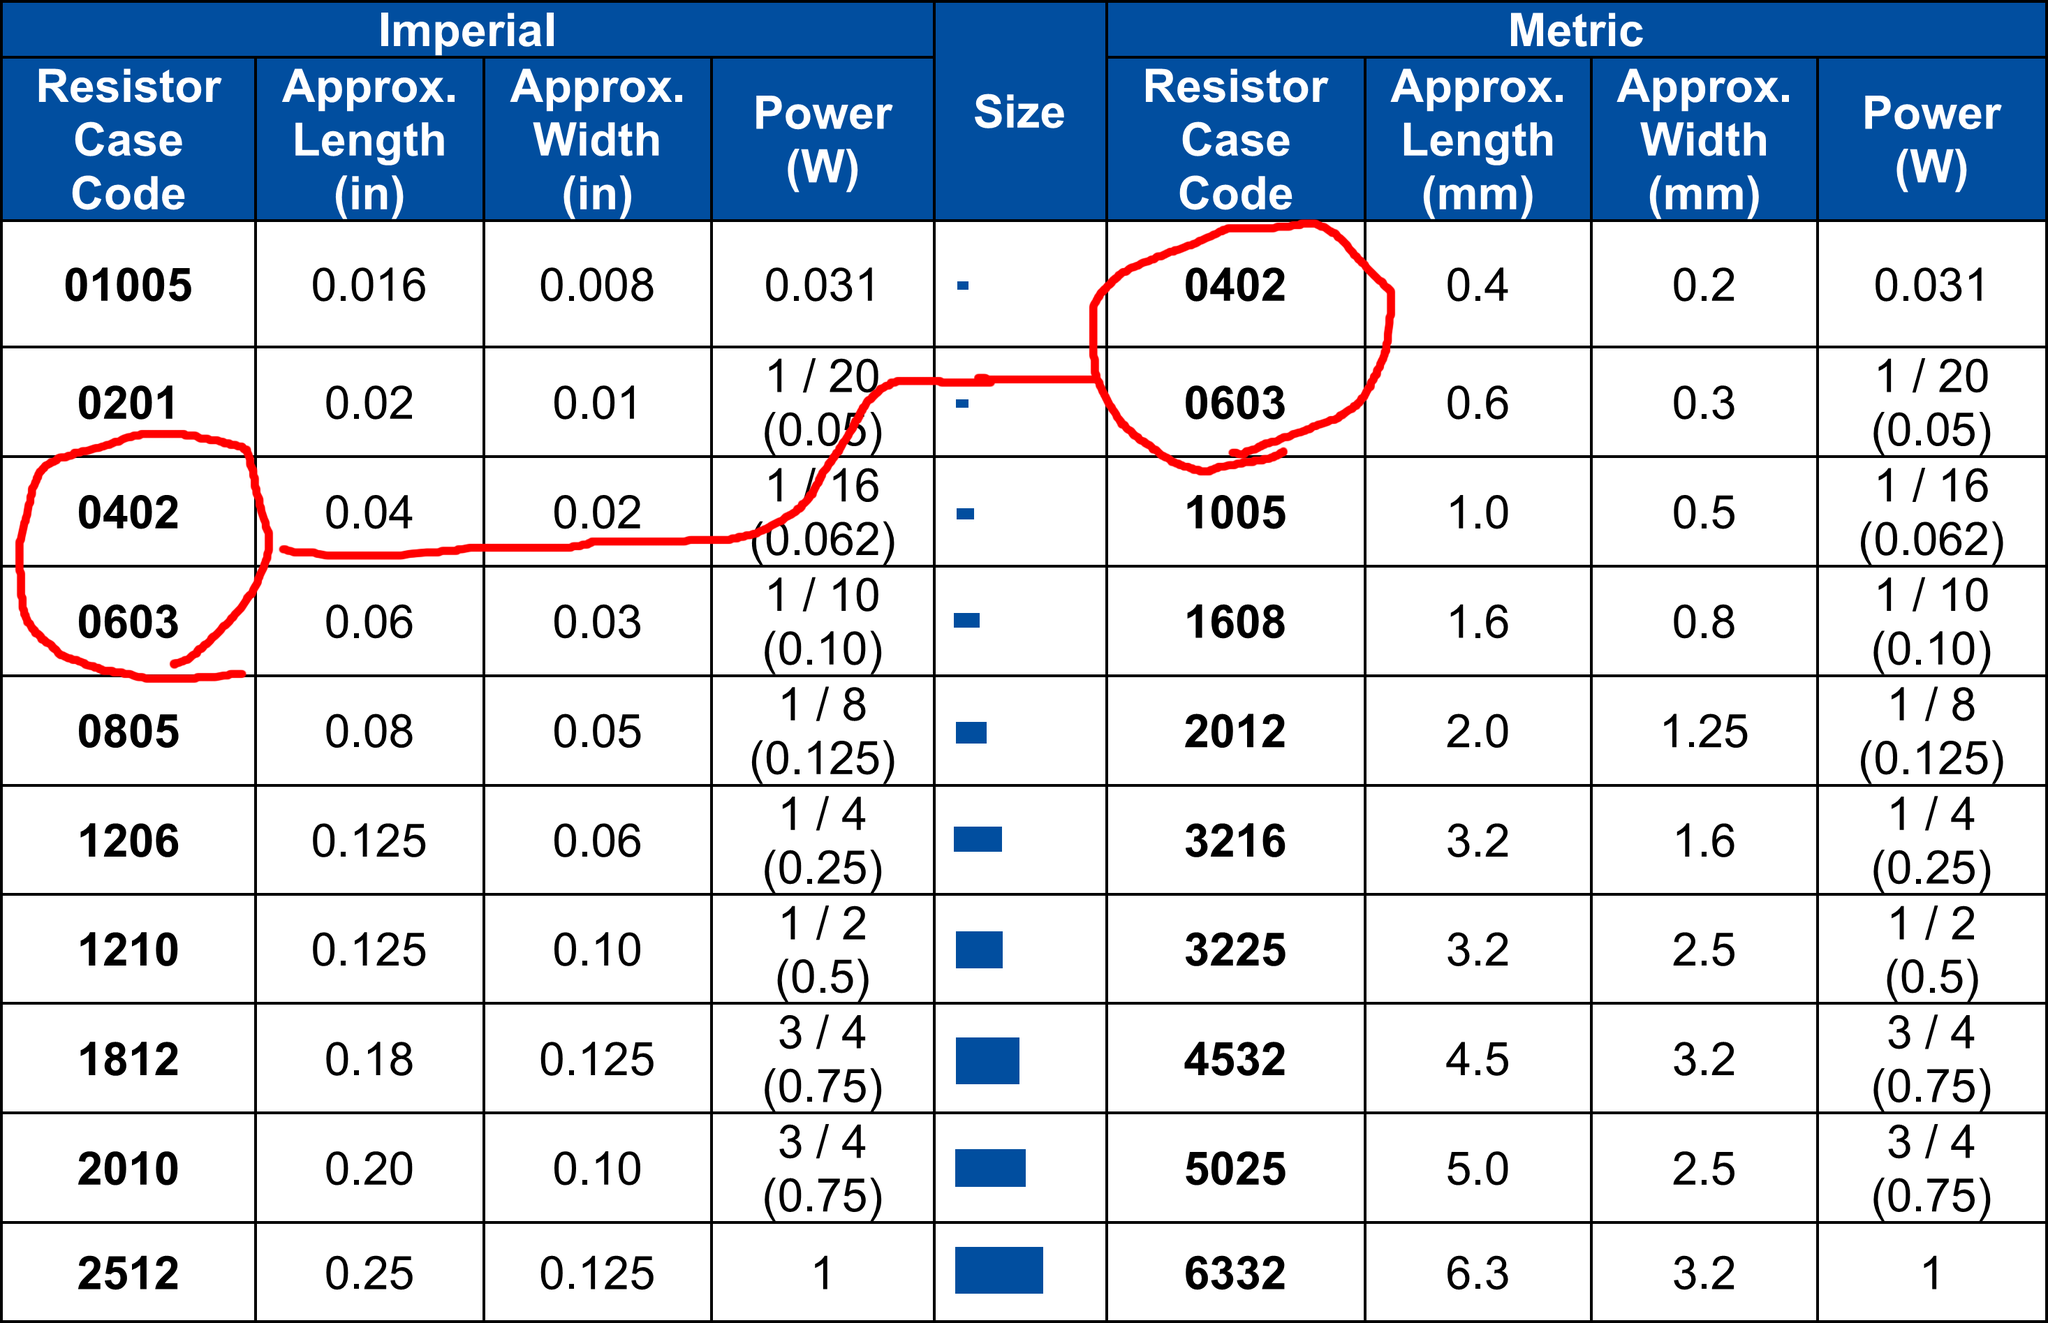 Imperial Size Metric
Resistor Case Code Approx. Length (in) Approx. Width (in) Power (W) Resistor Case Code Approx. Length (mm) Approx. Width (mm) Power (W)
01005 0.016 0.008 0.031 0402 0.4 0.2 0.031
0201 0.02 0.01 1 / 20 (0.05) 0603 0.6 0.3 1 / 20 (0.05)
0402 0.04 0.02 1 / 16 (0.062) 1005 1.0 0.5 1 / 16 (0.062)
0603 0.06 0.03 1 / 10 (0.10) 1608 1.6 0.8 1 / 10 (0.10)
0805 0.08 0.05 1 / 8 (0.125) 2012 2.0 1.25 1 / 8 (0.125)
1206 0.125 0.06 1 / 4 (0.25) 3216 3.2 1.6 1 / 4 (0.25)
1210 0.125 0.10 1 / 2 (0.5) 3225 3.2 2.5 1 / 2 (0.5)
1812 0.18 0.125 3 / 4 (0.75) 4532 4.5 3.2 3 / 4 (0.75)
2010 0.20 0.10 3 / 4 (0.75) 5025 5.0 2.5 3 / 4 (0.75)
2512 0.25 0.125 1 6332 6.3 3.2 1